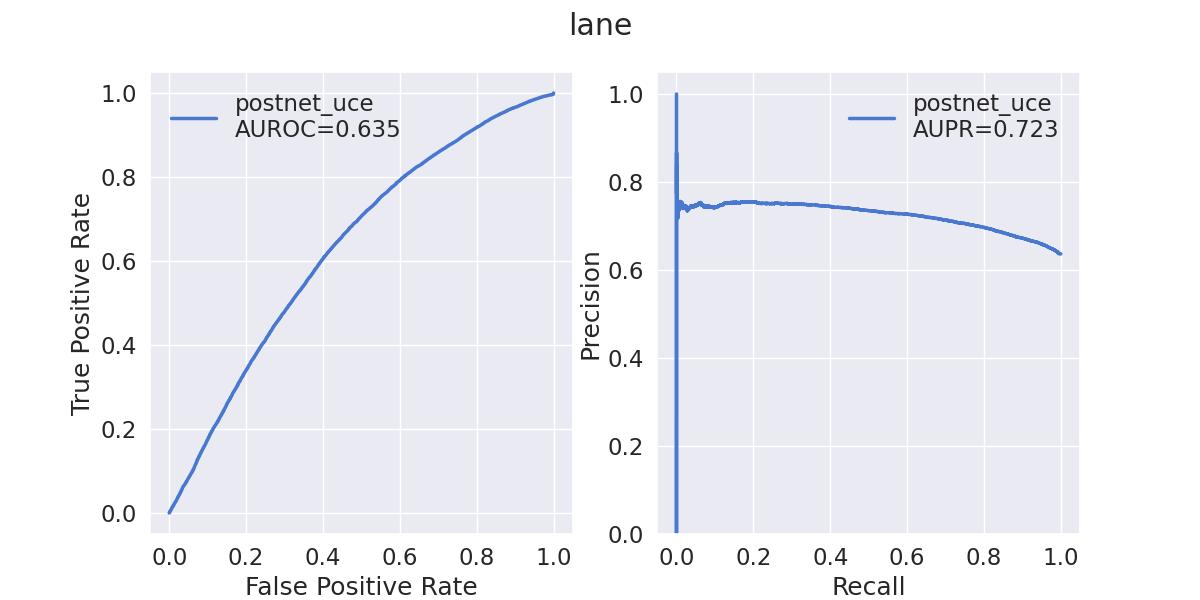 lane
postnet_uce
AUROC=0.635
1.0
0.8
0.6
0.4
0.2
0.0
True Positive Rate
0.0 0.2 0.4 0.6 0.8 1.0
False Positive Rate
postnet_uce
AUPR=0.723
1.0
0.8
0.6
0.4
0.2
0.0
Precision
0.0 0.2 0.4 0.6 0.8 1.0
Recall